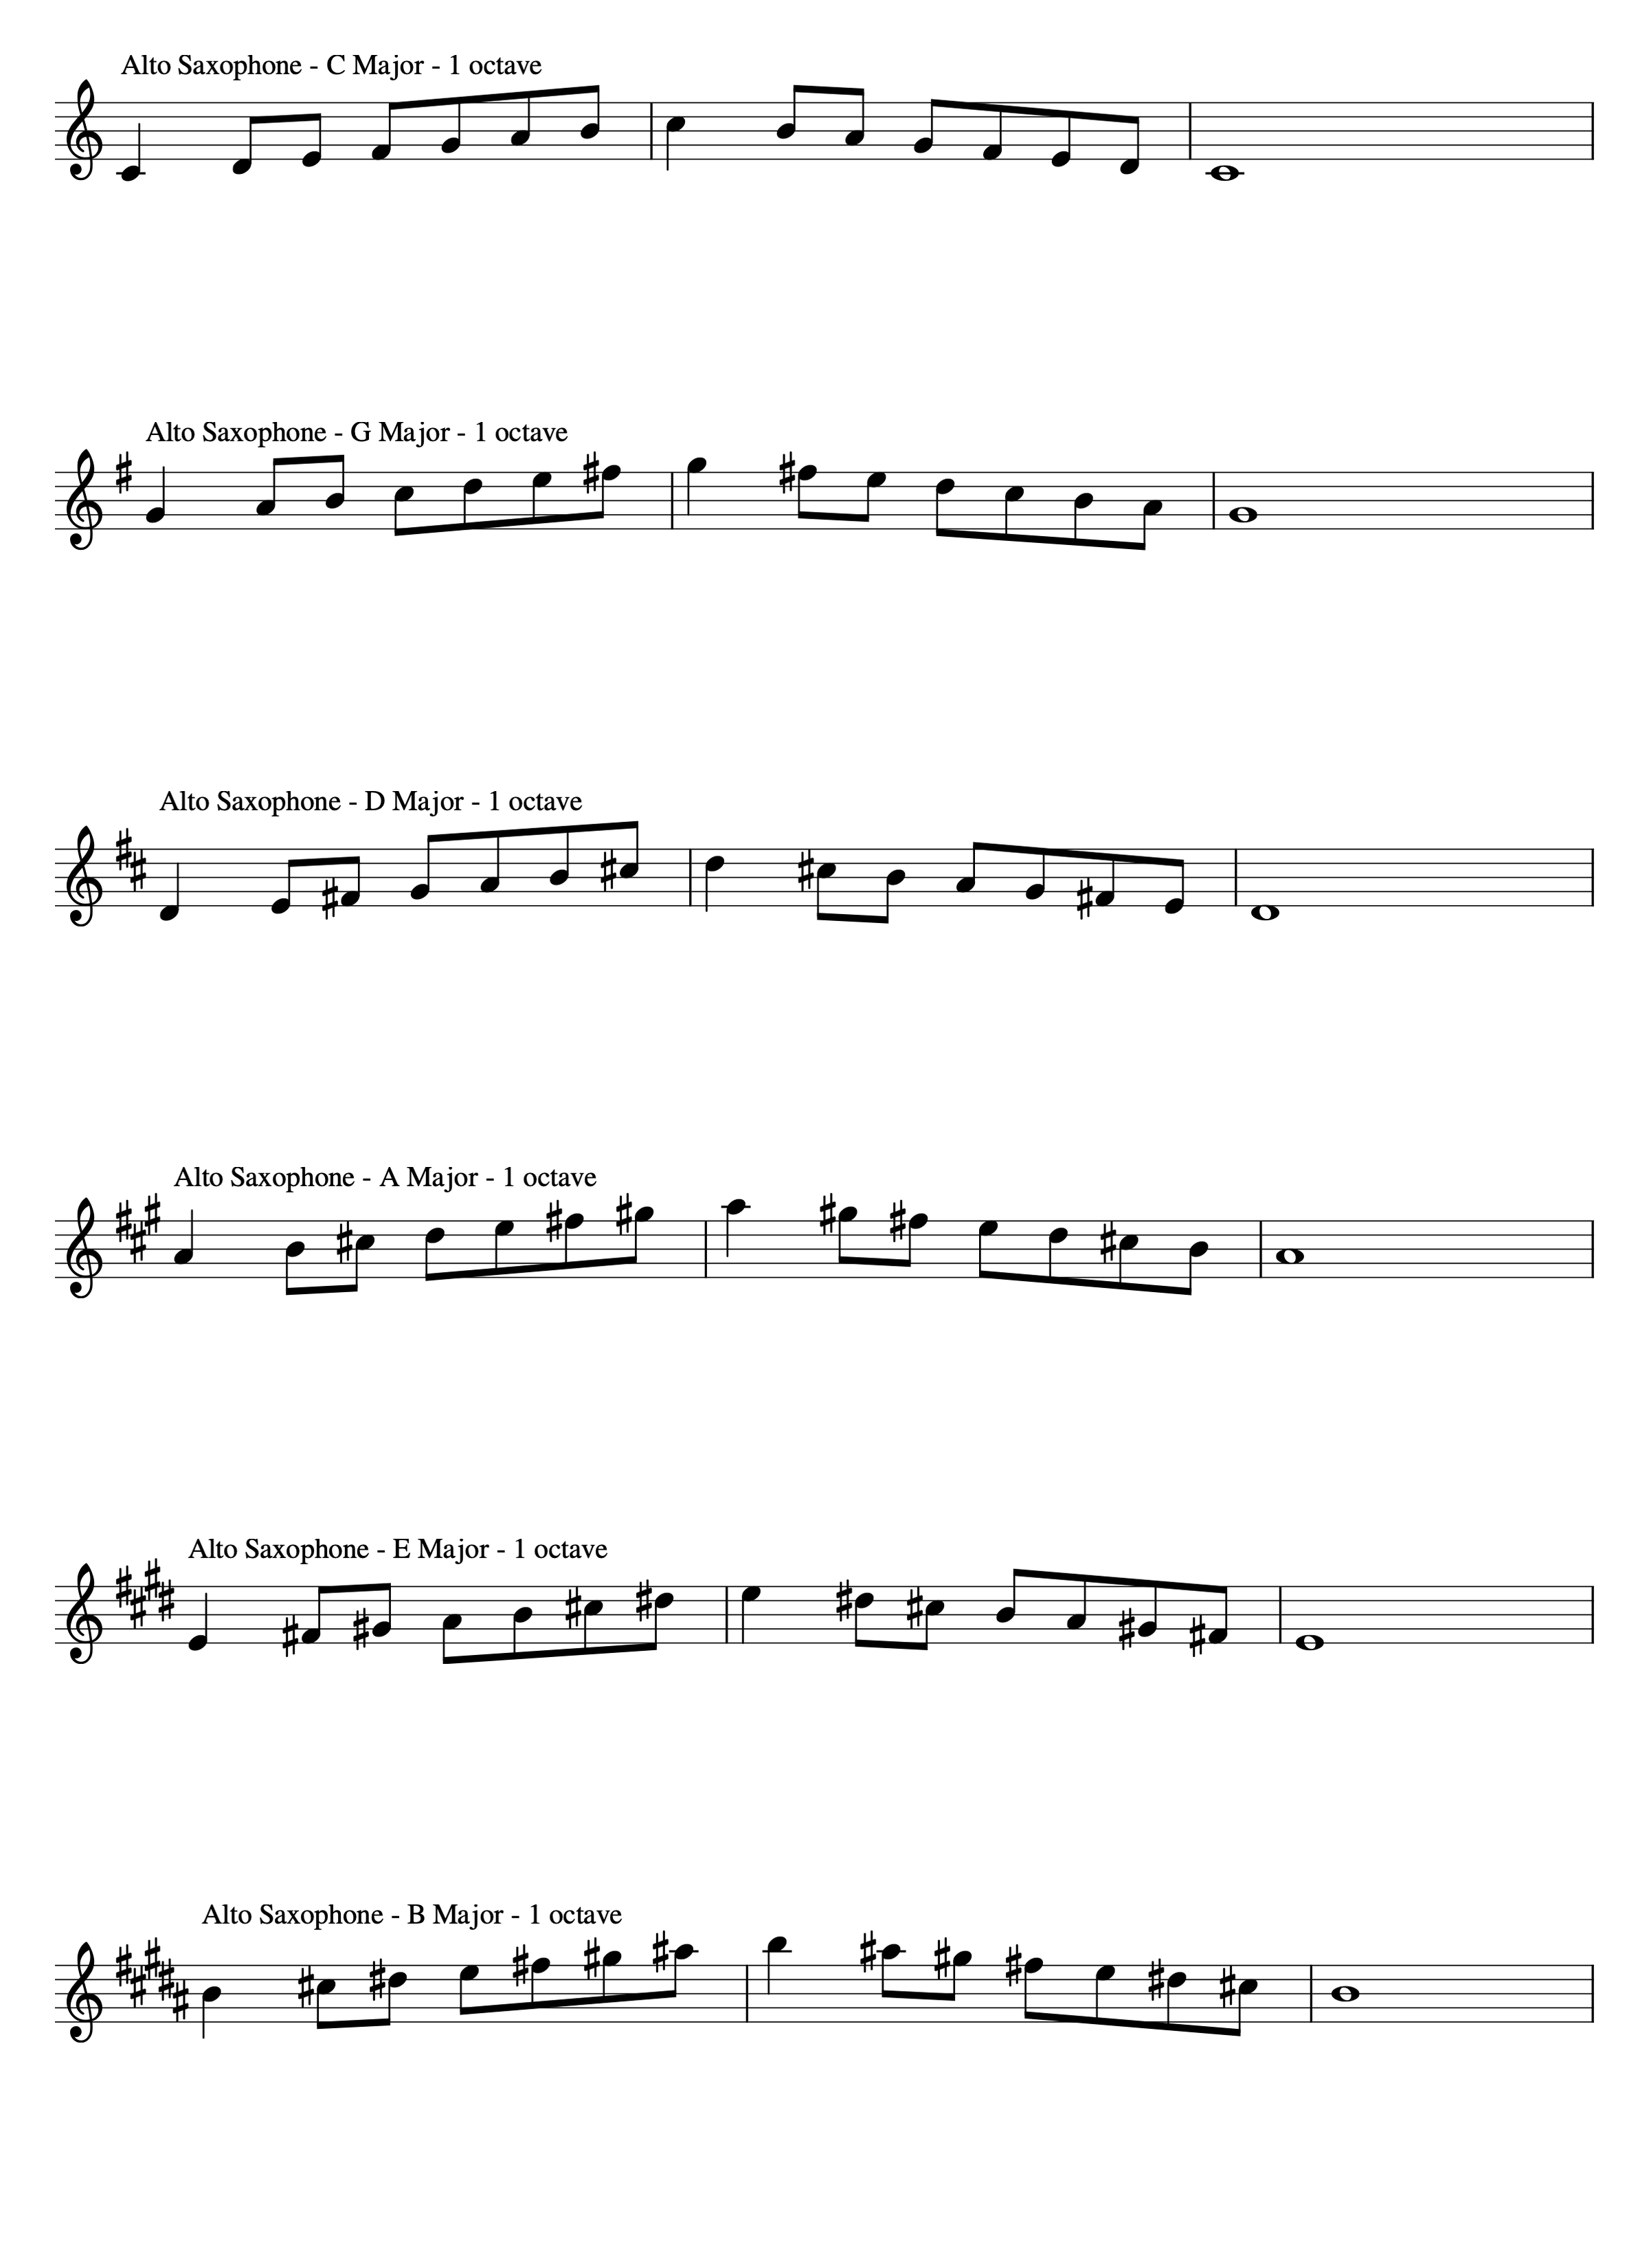 Alto Saxophone - C Major - 1 octave
Alto Saxophone - G Major - 1 octave
Alto Saxophone - D Major - 1 octave
Alto Saxophone - A Major - 1 octave
Alto Saxophone - E Major - 1 octave
Alto Saxophone - B Major - 1 octave